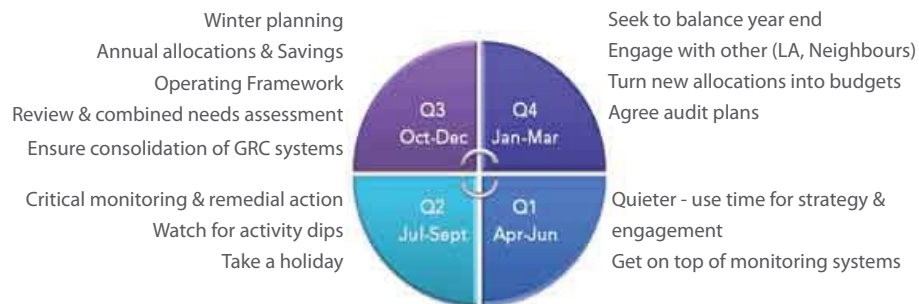 Winter planning
Annual allocations & Savings
Operating Framework
Review & combined needs assessment
Ensure consolidation of GRC systems
Q3
Oct-Dec
Q4
Jan-Mar
Seek to balance year end
Engage with other (LA, Neighbours)
Turn new allocations into budgets
Agree audit plans
Critical monitoring & remedial action
Watch for activity dips
Take a holiday
Q2
Jul-Sept
Q1
Apr-Jun
Quieter - use time for strategy &
engagement
Get on top of monitoring systems